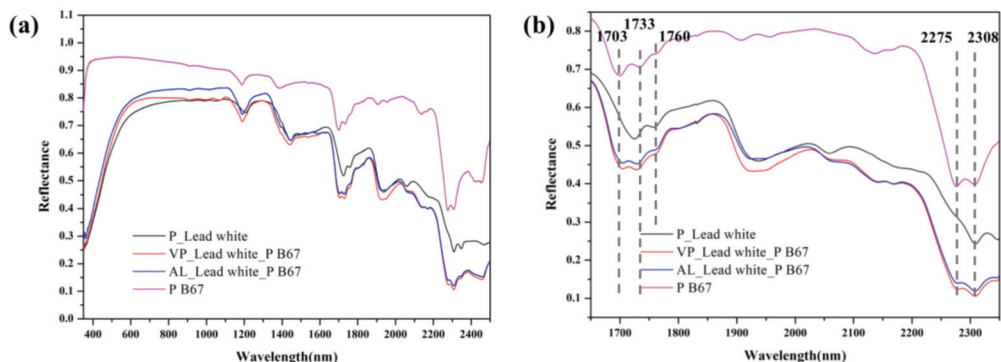 (a)
1.1
1.0
0.9
0.8
0.7
0.6
0.5
0.4
0.3
0.2
0.1
0.0
Reflectance
P_Lead white
VP_Lead white_P B67
AL_Lead white_P B67
P B67
400 600 800 1000 1200 1400 1600 1800 2000 2200 2400
Wavelength(nm)
(b)
0.8
0.7
0.6
0.5
0.4
0.3
0.2
0.1
Reflectance
1703 1733 1760 2275 2308
P_Lead white
VP_Lead white_P B67
AL_Lead white_P B67
P B67
1700 1800 1900 2000 2100 2200 2300
Wavelength(nm)